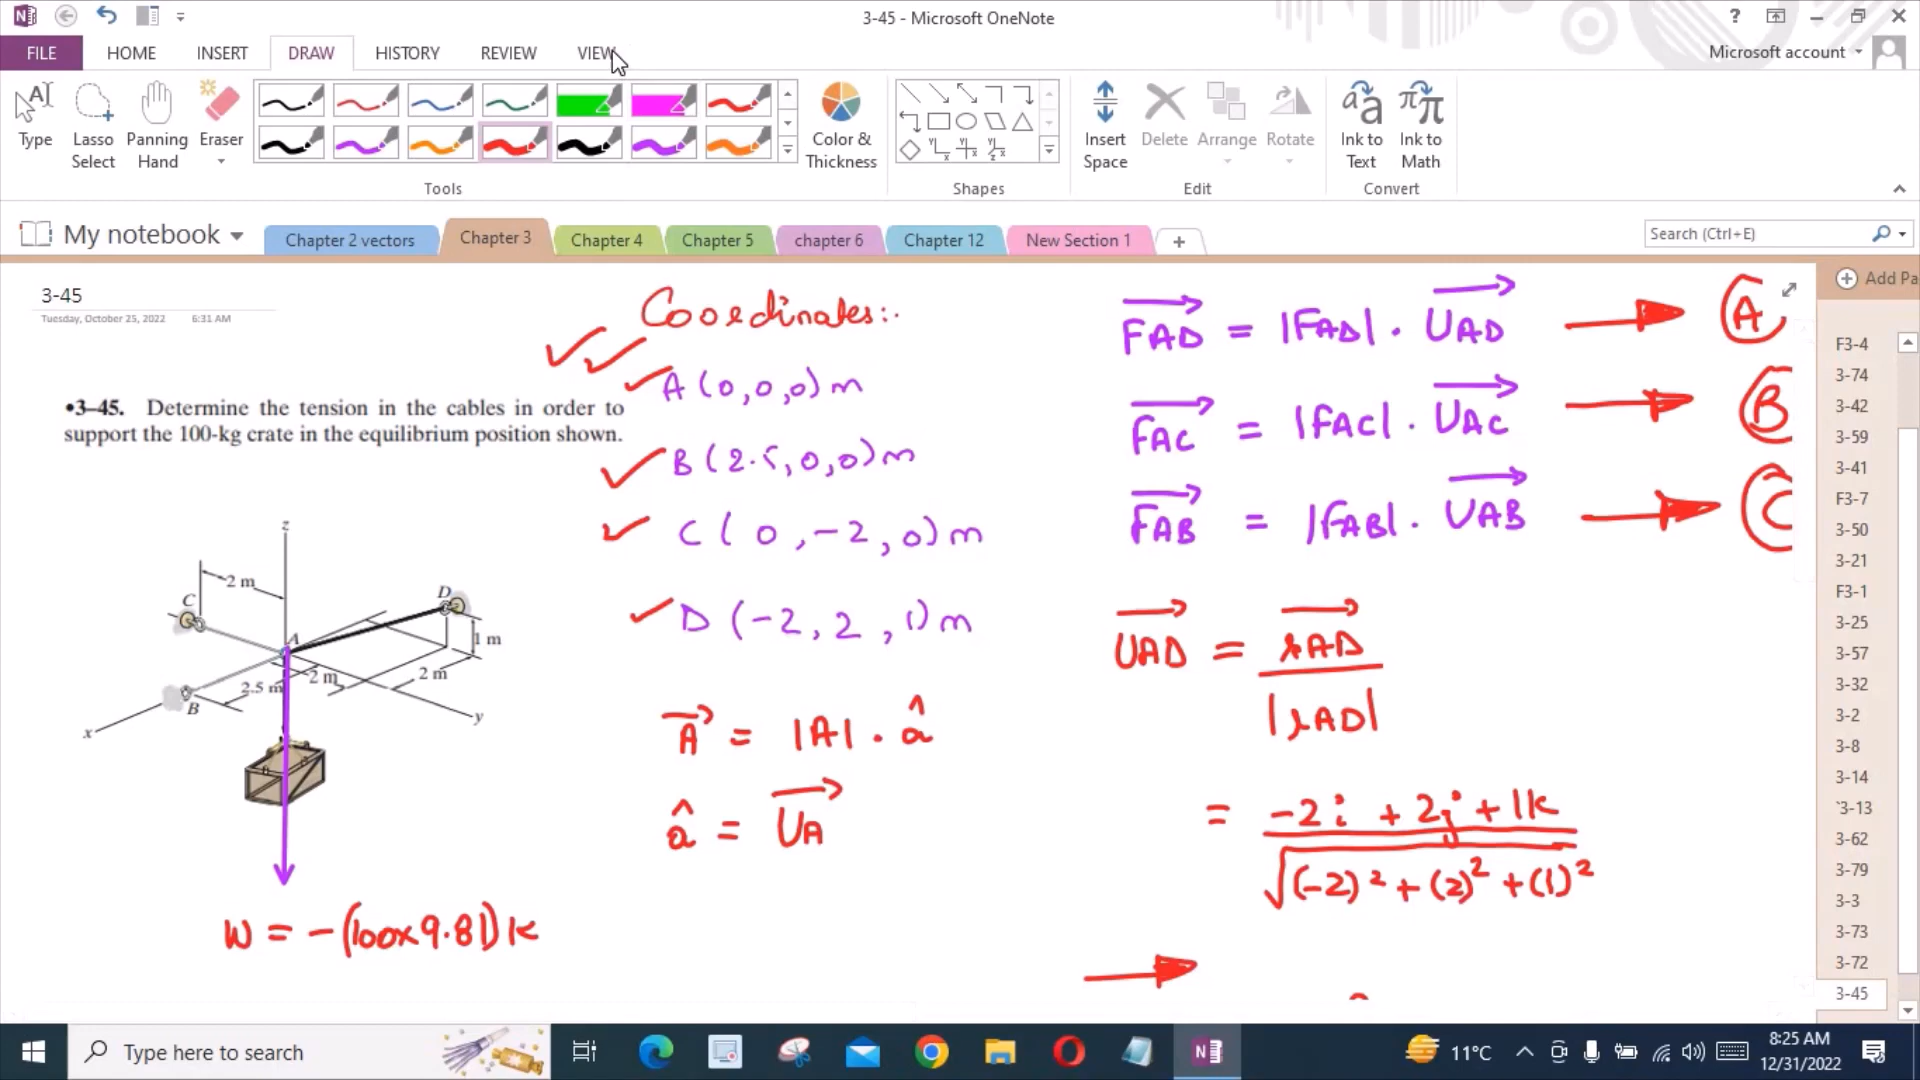 3-45 - Microsoft OneNote
?
FILE HOME INSERT DRAW HISTORY REVIEW VIEW
Microsoft account
Type
Lasso Select
Panning Hand
Eraser
Color & Thickness
Insert Space
Delete
Arrange
Rotate
Ink to Text
Ink to Math
Tools
Shapes
Edit
Convert
My notebook
Chapter 2 vectors
Chapter 3
Chapter 4
Chapter 5
chapter 6
Chapter 12
New Section 1
Search (Ctrl+E)
3-45
Tuesday, October 25, 2022 6:31 AM
•3–45. Determine the tension in the cables in order to
support the 100-kg crate in the equilibrium position shown.
z
2 m
C
D
A
1 m
2 m
2 m
2.5 m
B
y
x
W = -(100x9.81)k
Coordinates:.
A(0,0,0)m
B(2.5,0,0)m
C(0,-2,0)m
D(-2,2,1)m
A = |A| . â
â = UA
FAD = |FAD| . UAD
A
FAC = |FAC| . UAC
B
FAB = |FAB| . UAB
C
UAD = rAD
|rAD|
= -2i + 2j + 1k
√(-2)² + (2)² + (1)²
Add Pa
F3-4
3-74
3-42
3-59
3-41
F3-7
3-50
3-21
F3-1
3-25
3-57
3-32
3-2
3-8
3-14
`3-13
3-62
3-79
3-3
3-73
3-72
3-45
Type here to search
11°C
8:25 AM
12/31/2022